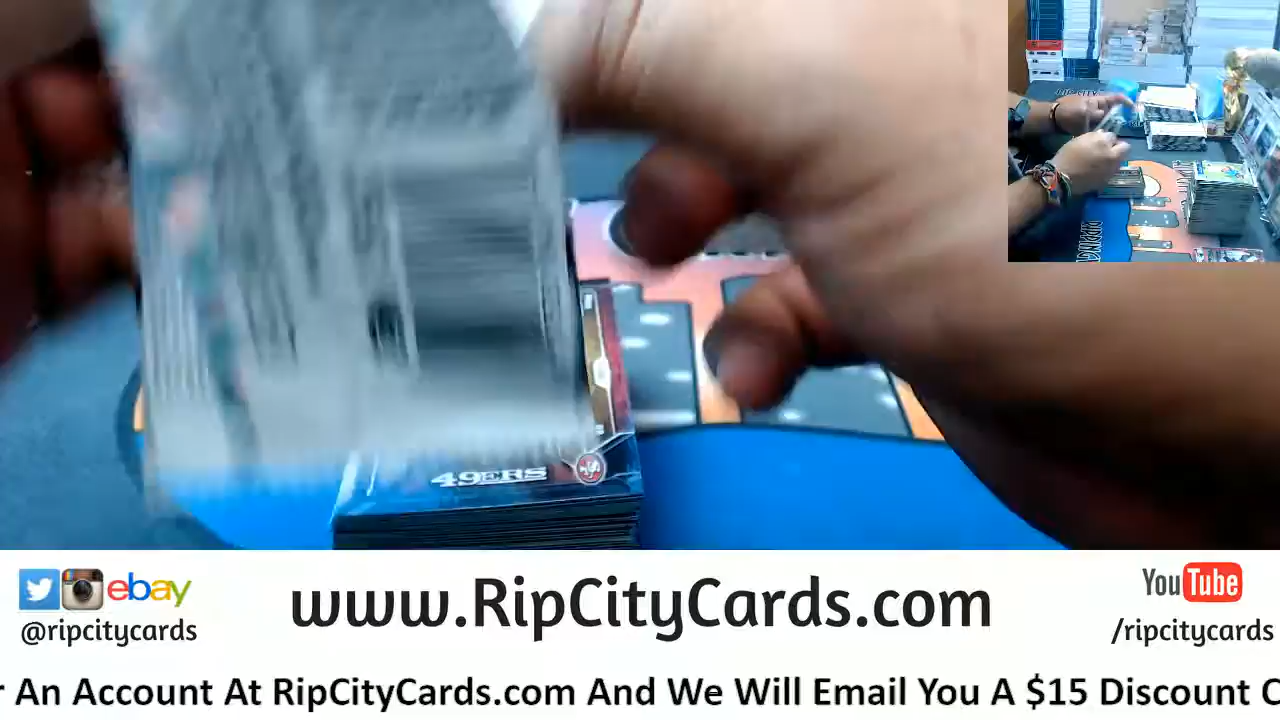 49ERS
ebay
@ripcitycards
www.RipCityCards.com
YouTube
/ripcitycards
r An Account At RipCityCards.com And We Will Email You A $15 Discount C